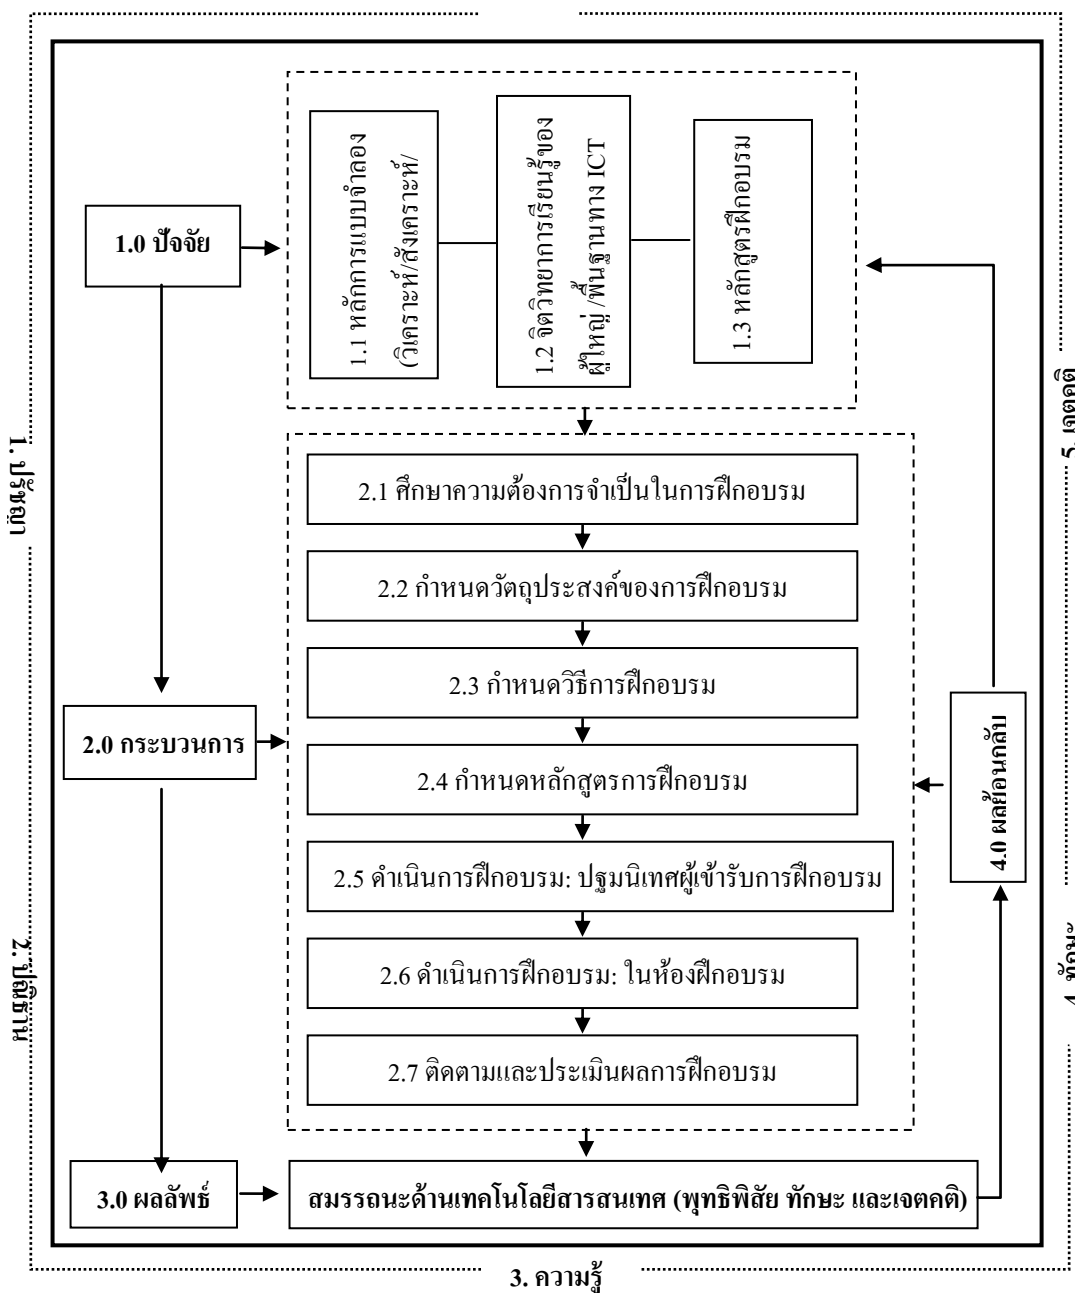 1.0 ปัจจัย
1.1 หลักการแบบจำลอง
(วิเคราะห์/สังเคราะห์/
1.2 จิตวิทยาการเรียนรู้ของ
ผู้ใหญ่ /พื้นฐานทาง ICT
1.3 หลักสูตรฝึกอบรม
5. เจตคติ
1. ปรัชญา
2.1 ศึกษาความต้องการจำเป็นในการฝึกอบรม
2.2 กำหนดวัตถุประสงค์ของการฝึกอบรม
2.3 กำหนดวิธีการฝึกอบรม
2.0 กระบวนการ
2.4 กำหนดหลักสูตรการฝึกอบรม
4.0 ผลย้อนกลับ
2.5 ดำเนินการฝึกอบรม: ปฐมนิเทศผู้เข้ารับการฝึกอบรม
2. ปณิธาน
2.6 ดำเนินการฝึกอบรม: ในห้องฝึกอบรม
4. ทักษะ
2.7 ติดตามและประเมินผลการฝึกอบรม
3.0 ผลลัพธ์
สมรรถนะด้านเทคโนโลยีสารสนเทศ (พุทธิพิสัย ทักษะ และเจตคติ)
3. ความรู้